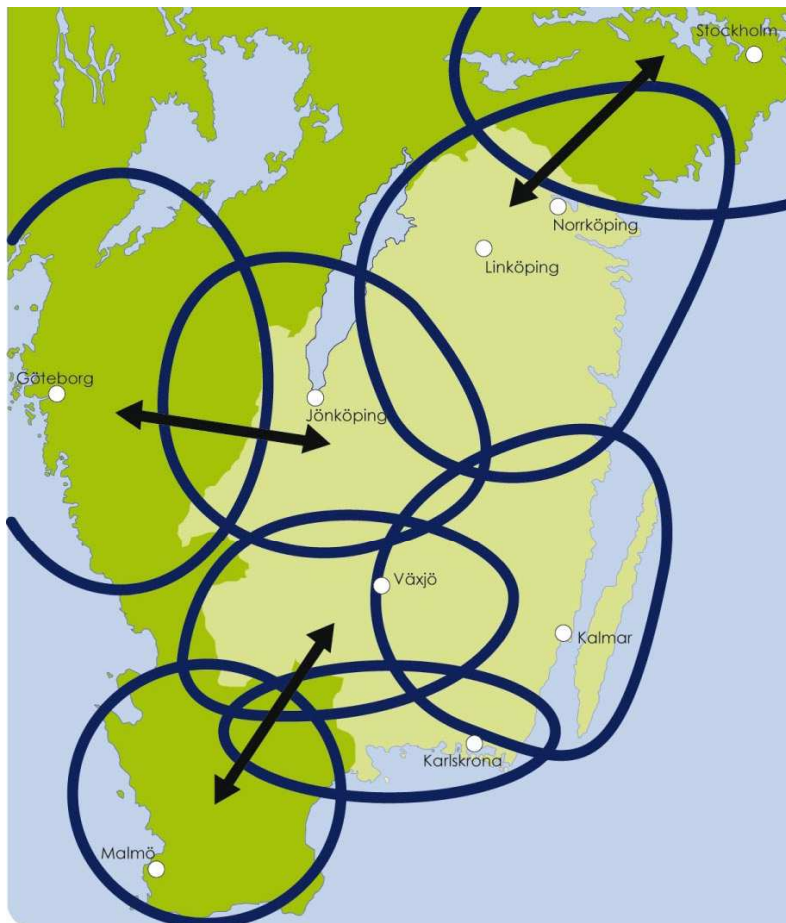 Stockholm
Norrköping
Linköping
Göteborg
Jönköping
Växjö
Kalmar
Karlskrona
Malmö